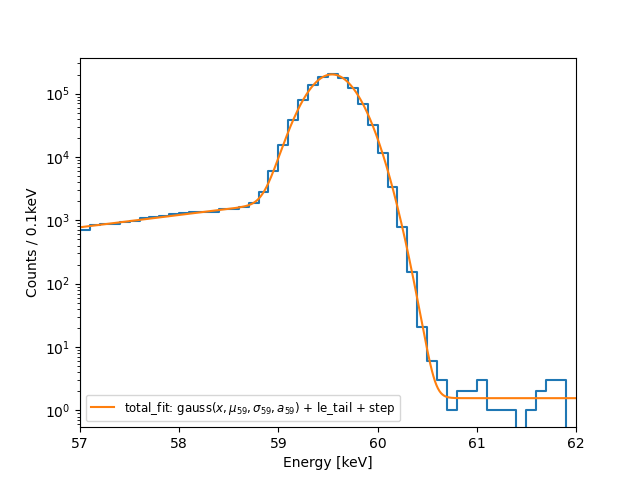 10⁵
10⁴
10³
10²
10¹
10⁰
Counts / 0.1keV
total_fit: gauss(x, μ₅₉, σ₅₉, a₅₉) + le_tail + step
57 58 59 60 61 62
Energy [keV]